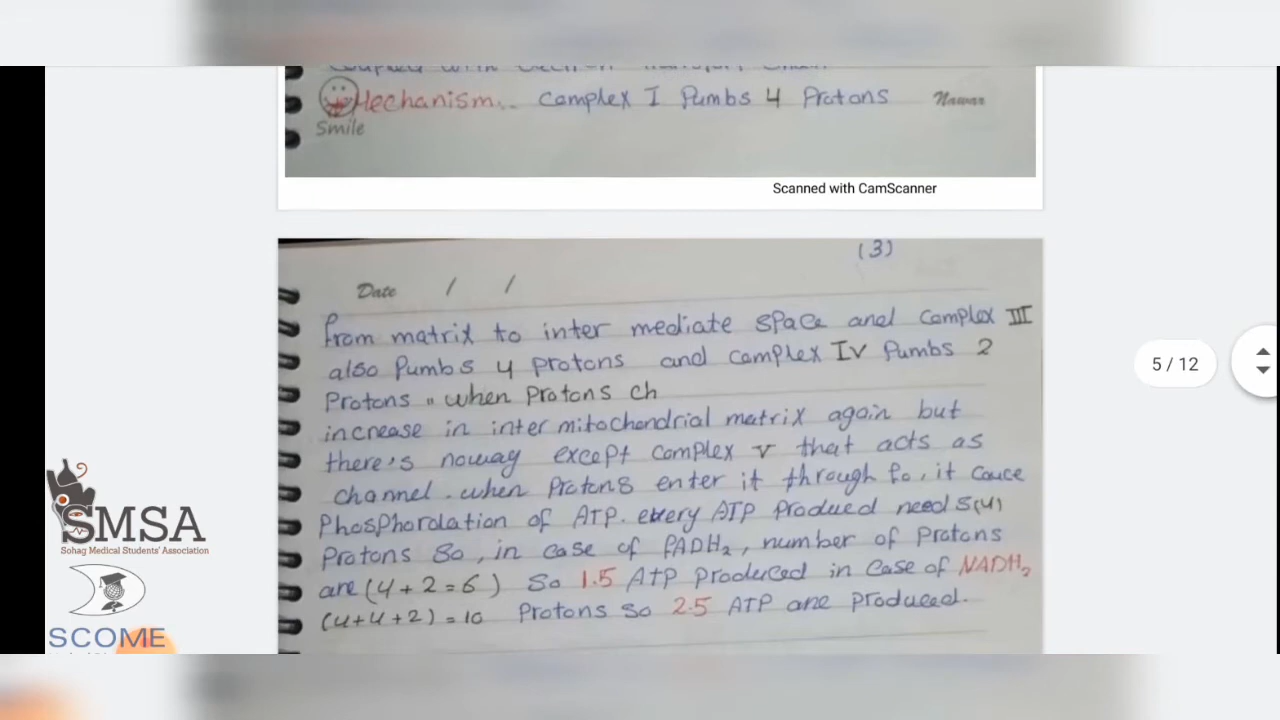 Mechanism.. Complex I Pumbs 4 Protons
Nawar
Smile
Scanned with CamScanner
(3)
Date / /
from matrix to inter mediate space and complex III
also Pumbs 4 protons and complex IV Pumbs 2
Protons " when Protons ch
increase in inter mitochondrial matrix again but
there's noway except complex V that acts as
channel. when Protons enter it through fo, it cauce
Phosphorolation of ATP. every ATP Produed need S(4)
Protons so, in case of FADH2, number of Protons
are (4+2=6) So 1.5 ATP produced in case of NADH2
(4+4+2) = 10 Protons so 2.5 ATP are produced.
5 / 12
SMSA
Sohag Medical Students' Association
SCOME